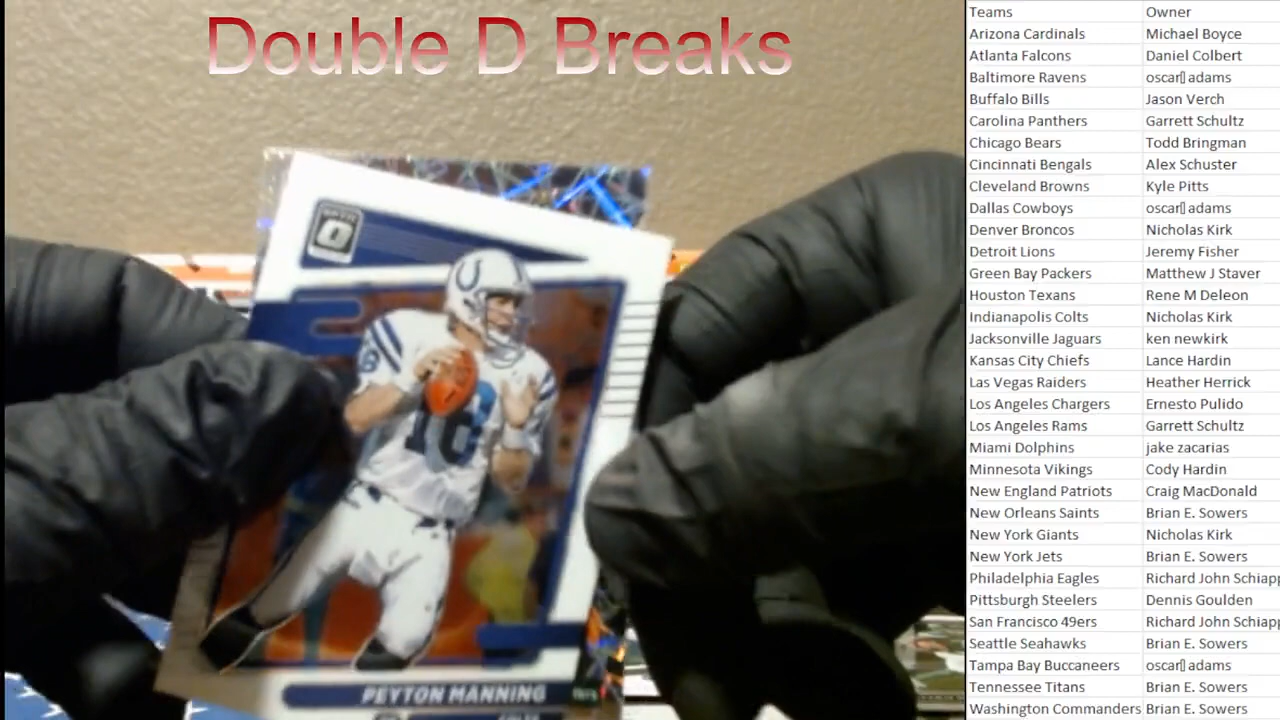 Double D Breaks
Teams Owner
Arizona Cardinals Michael Boyce
Atlanta Falcons Daniel Colbert
Baltimore Ravens oscar▯ adams
Buffalo Bills Jason Verch
Carolina Panthers Garrett Schultz
Chicago Bears Todd Bringman
Cincinnati Bengals Alex Schuster
Cleveland Browns Kyle Pitts
Dallas Cowboys oscar▯ adams
Denver Broncos Nicholas Kirk
Detroit Lions Jeremy Fisher
Green Bay Packers Matthew J Staver
Houston Texans Rene M Deleon
Indianapolis Colts Nicholas Kirk
Jacksonville Jaguars ken newkirk
Kansas City Chiefs Lance Hardin
Las Vegas Raiders Heather Herrick
Los Angeles Chargers Ernesto Pulido
Los Angeles Rams Garrett Schultz
Miami Dolphins jake zacarias
Minnesota Vikings Cody Hardin
New England Patriots Craig MacDonald
New Orleans Saints Brian E. Sowers
New York Giants Nicholas Kirk
New York Jets Brian E. Sowers
Philadelphia Eagles Richard John Schiapp
Pittsburgh Steelers Dennis Goulden
San Francisco 49ers Richard John Schiapp
Seattle Seahawks Brian E. Sowers
Tampa Bay Buccaneers oscar▯ adams
Tennessee Titans Brian E. Sowers
Washington Commanders Brian E. Sowers
18
18
PEYTON MANNING